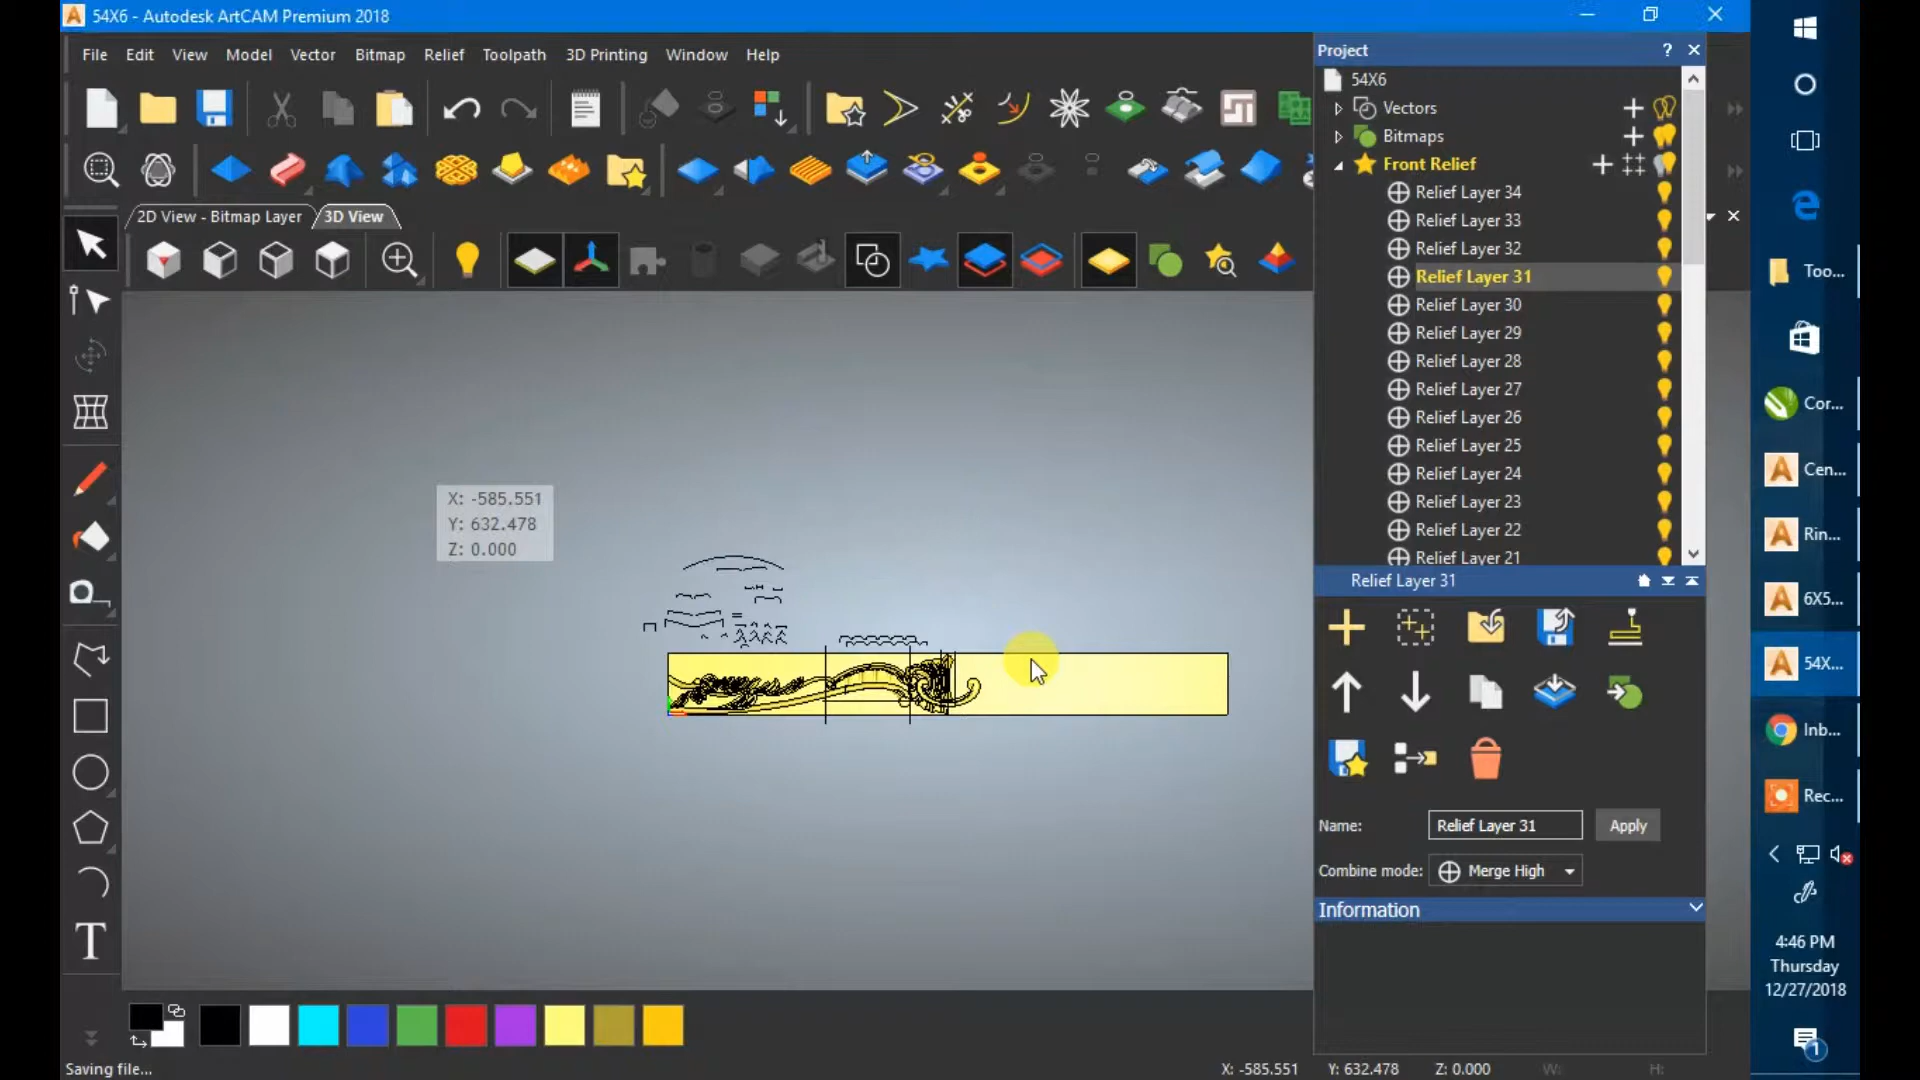 54X6 - Autodesk ArtCAM Premium 2018
File Edit View Model Vector Bitmap Relief Toolpath 3D Printing Window Help
2D View - Bitmap Layer 3D View
X: -585.551
Y: 632.478
Z: 0.000
Project ?
54X6
Vectors
Bitmaps
Front Relief
Relief Layer 34
Relief Layer 33
Relief Layer 32
Relief Layer 31
Relief Layer 30
Relief Layer 29
Relief Layer 28
Relief Layer 27
Relief Layer 26
Relief Layer 25
Relief Layer 24
Relief Layer 23
Relief Layer 22
Relief Layer 21
Relief Layer 31
Name: Relief Layer 31 Apply
Combine mode: Merge High
Information
T
Saving file...
X: -585.551 Y: 632.478 Z: 0.000 W: H:
Too...
Cor...
Cen...
Rin...
6X5...
54X...
Inb...
Rec...
4:46 PM
Thursday
12/27/2018
1